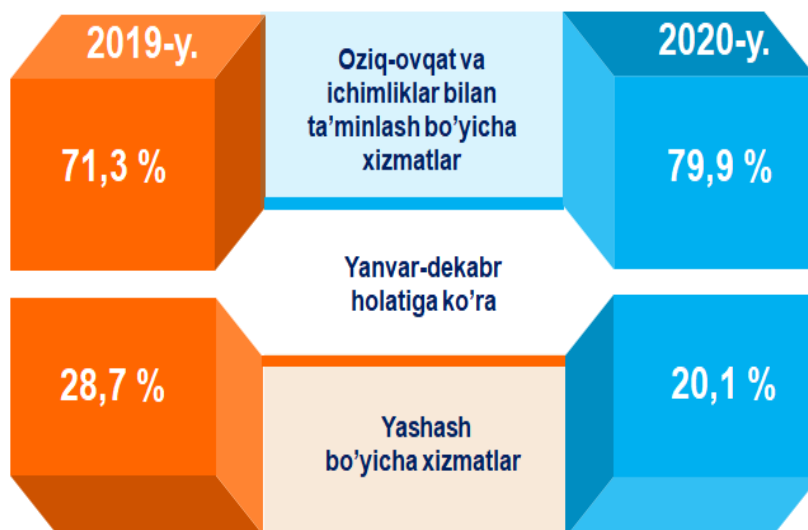 2019-y.
Oziq-ovqat va
ichimliklar bilan
ta’minlash bo’yicha
xizmatlar
2020-y.
71,3 %
79,9 %
Yanvar-dekabr
holatiga ko’ra
28,7 %
20,1 %
Yashash
bo’yicha xizmatlar